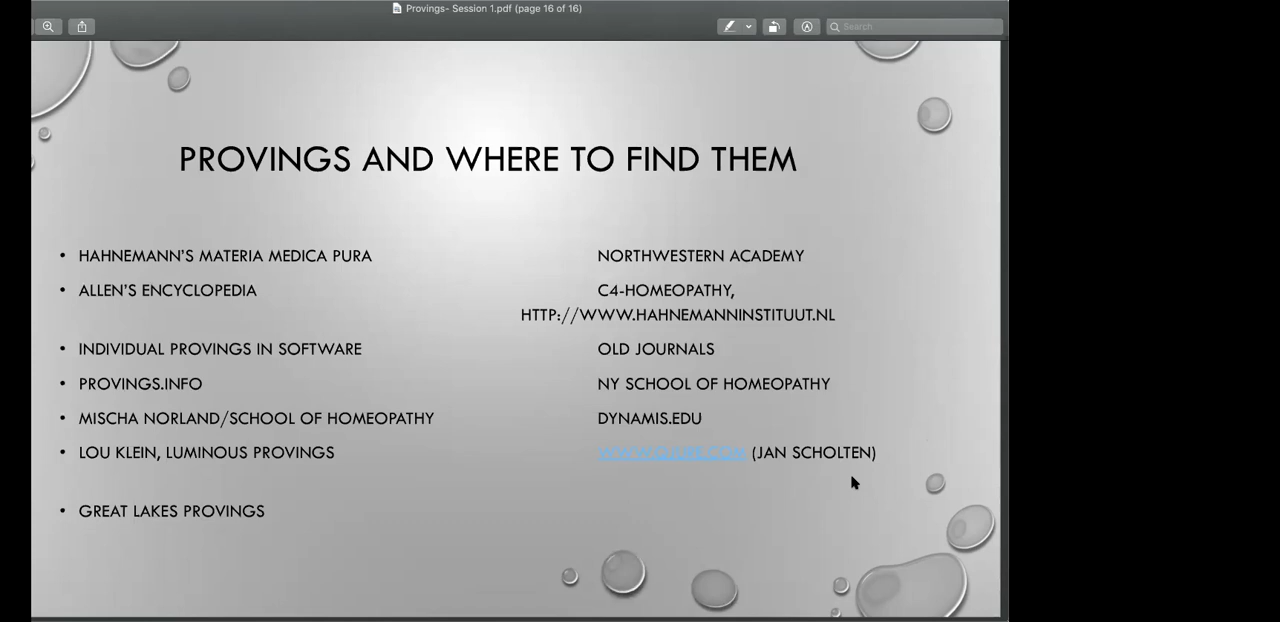 Provings- Session 1.pdf (page 16 of 16)
Search
PROVINGS AND WHERE TO FIND THEM
• HAHNEMANN'S MATERIA MEDICA PURA NORTHWESTERN ACADEMY
• ALLEN'S ENCYCLOPEDIA C4-HOMEOPATHY,
HTTP://WWW.HAHNEMANNINSTITUUT.NL
• INDIVIDUAL PROVINGS IN SOFTWARE OLD JOURNALS
• PROVINGS.INFO NY SCHOOL OF HOMEOPATHY
• MISCHA NORLAND/SCHOOL OF HOMEOPATHY DYNAMIS.EDU
• LOU KLEIN, LUMINOUS PROVINGS (JAN SCHOLTEN)
• GREAT LAKES PROVINGS